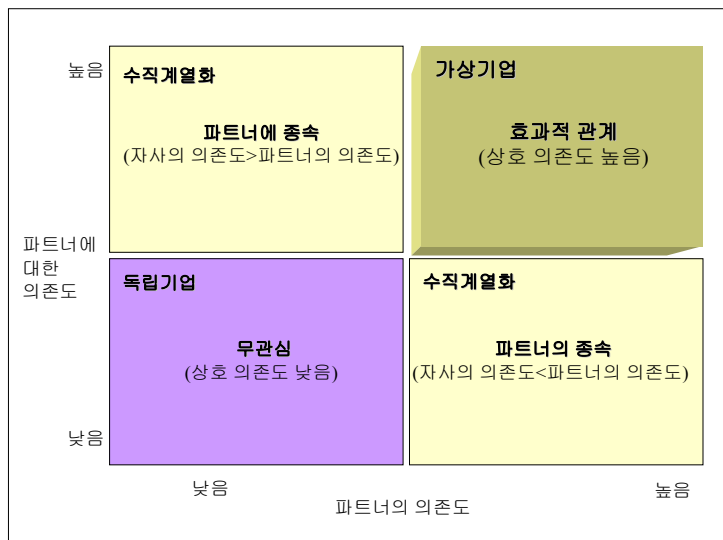 높음
수직계열화
파트너에 종속
(자사의 의존도>파트너의 의존도)
가상기업
효과적 관계
(상호 의존도 높음)
파트너에
대한
의존도
독립기업
무관심
(상호 의존도 낮음)
수직계열화
파트너의 종속
(자사의 의존도<파트너의 의존도)
낮음
낮음
파트너의 의존도
높음